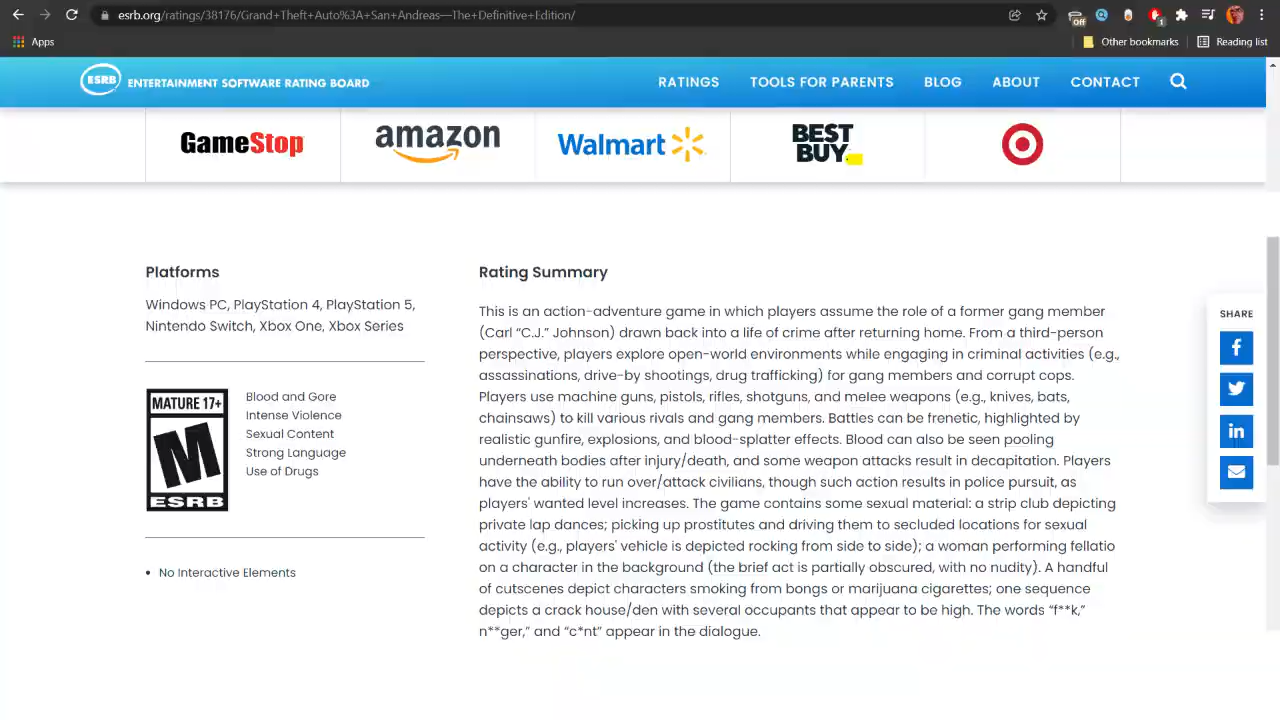 esrb.org/ratings/38176/Grand+Theft+Auto%3A+San+Andreas—The+Definitive+Edition/
Off
1
Apps
Other bookmarks
Reading list
ESRB ENTERTAINMENT SOFTWARE RATING BOARD
RATINGS TOOLS FOR PARENTS BLOG ABOUT CONTACT
GameStop
amazon
Walmart
BEST
BUY
Platforms
Windows PC, PlayStation 4, PlayStation 5,
Nintendo Switch, Xbox One, Xbox Series
MATURE 17+
M
ESRB
Blood and Gore
Intense Violence
Sexual Content
Strong Language
Use of Drugs
• No Interactive Elements
Rating Summary
This is an action-adventure game in which players assume the role of a former gang member
(Carl “C.J.” Johnson) drawn back into a life of crime after returning home. From a third-person
perspective, players explore open-world environments while engaging in criminal activities (e.g.,
assassinations, drive-by shootings, drug trafficking) for gang members and corrupt cops.
Players use machine guns, pistols, rifles, shotguns, and melee weapons (e.g., knives, bats,
chainsaws) to kill various rivals and gang members. Battles can be frenetic, highlighted by
realistic gunfire, explosions, and blood-splatter effects. Blood can also be seen pooling
underneath bodies after injury/death, and some weapon attacks result in decapitation. Players
have the ability to run over/attack civilians, though such action results in police pursuit, as
players' wanted level increases. The game contains some sexual material: a strip club depicting
private lap dances; picking up prostitutes and driving them to secluded locations for sexual
activity (e.g., players' vehicle is depicted rocking from side to side); a woman performing fellatio
on a character in the background (the brief act is partially obscured, with no nudity). A handful
of cutscenes depict characters smoking from bongs or marijuana cigarettes; one sequence
depicts a crack house/den with several occupants that appear to be high. The words “f**k,”
n**ger,” and “c*nt” appear in the dialogue.
SHARE